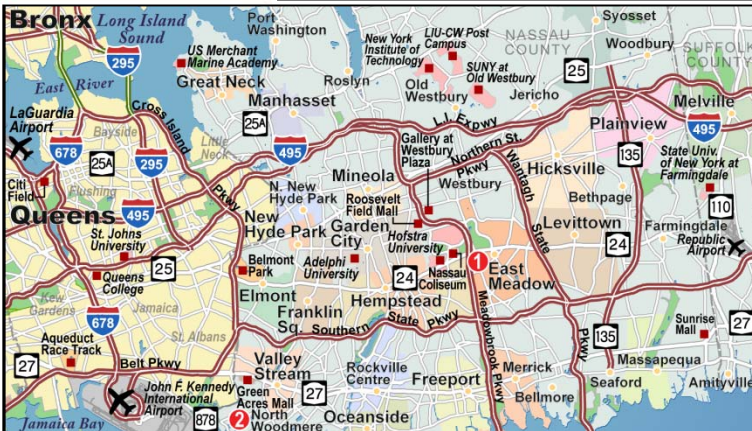 Bronx
Long Island
Sound
Port
Washington
US Merchant
Marine Academy
New York
Institute of
Technology
LIU-CW Post
Campus
NASSAU
COUNTY
Syosset
Woodbury
SUFFOLK
COUNTY
295
Great Neck
Roslyn
SUNY at
Old Westbury
25
East River
Manhasset
Old
Westbury
Jericho
Melville
LaGuardia
Airport
Cross Island
Pkwy
25A
L.I. Expwy
Plainview
495
Bayside
Little
Neck
678
295
495
Gallery at
Westbury
Plaza
Northern St.
Pkwy
Wantagh
State
Pkwy
135
State Univ.
of New York at
Farmingdale
25A
Hicksville
Citi
Field
Flushing
Mineola
Westbury
Bethpage
Queens
495
N. New
Hyde Park
Roosevelt
Field Mall
110
St. Johns
University
New
Hyde Park
Garden
City
Hofstra
University
Levittown
Farmingdale
Republic
Airport
25
Belmont
Park
Adelphi
University
24
Queens
College
24
Nassau
Coliseum
1
East
Meadow
Kew
Gardens
Jamaica
Elmont
Hempstead
Franklin
Sq.
678
St. Albans
Southern State Pkwy
Meadowbrook Pkwy
Sunrise
Mall
27
Aqueduct
Race Track
135
27
Belt Pkwy
Valley
Stream
Rockville
Centre
Merrick
Massapequa
John F. Kennedy
International
Airport
Green
Acres Mall
27
Freeport
Seaford
Amityville
Bellmore
878
2
North
Woodmere
Oceanside
Jamaica Bay